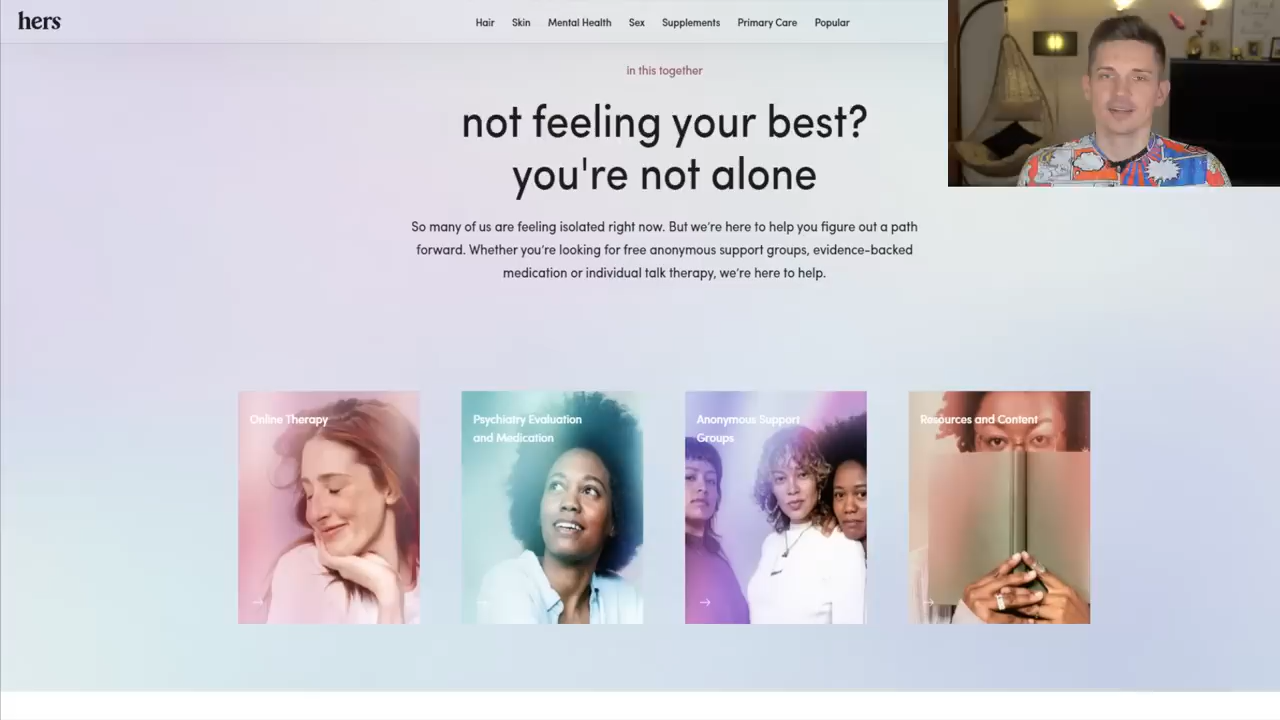 hers
Hair
Skin
Mental Health
Sex
Supplements
Primary Care
Popular
in this together
not feeling your best?
you're not alone
So many of us are feeling isolated right now. But we're here to help you figure out a path
forward. Whether you're looking for free anonymous support groups, evidence-backed
medication or individual talk therapy, we're here to help.
Online Therapy
Psychiatry Evaluation
and Medication
Anonymous Support
Groups
Resources and Content